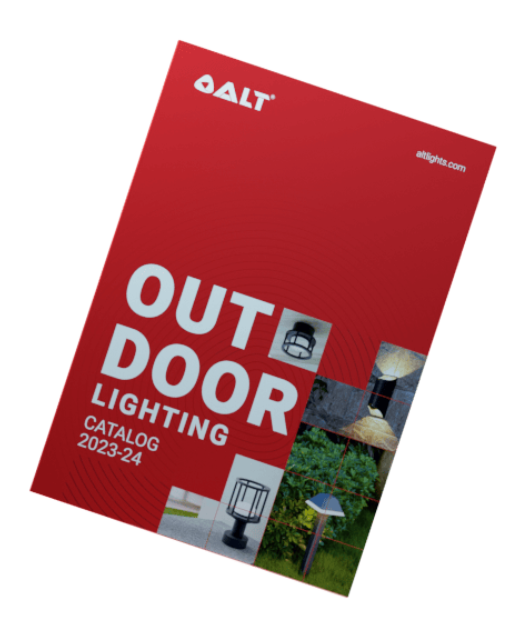 ALT®
altlights.com
OUT
DOOR
LIGHTING
CATALOG
2023-24